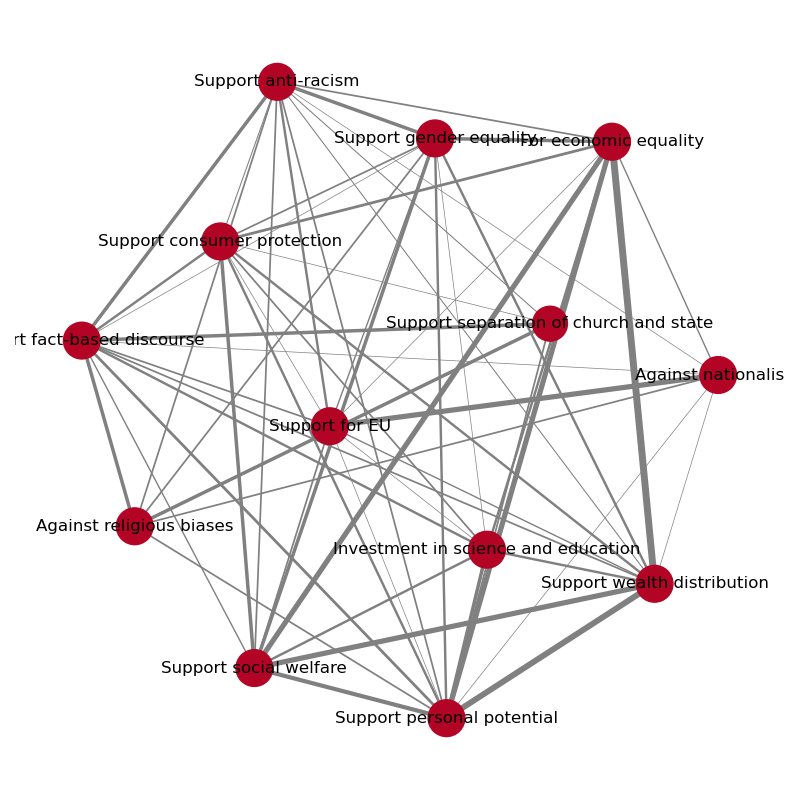 Support anti-racism
Support gender equality
For economic equality
Support consumer protection
Support separation of church and state
rt fact-based discourse
Against nationalis
Support for EU
Against religious biases
Investment in science and education
Support wealth distribution
Support social welfare
Support personal potential